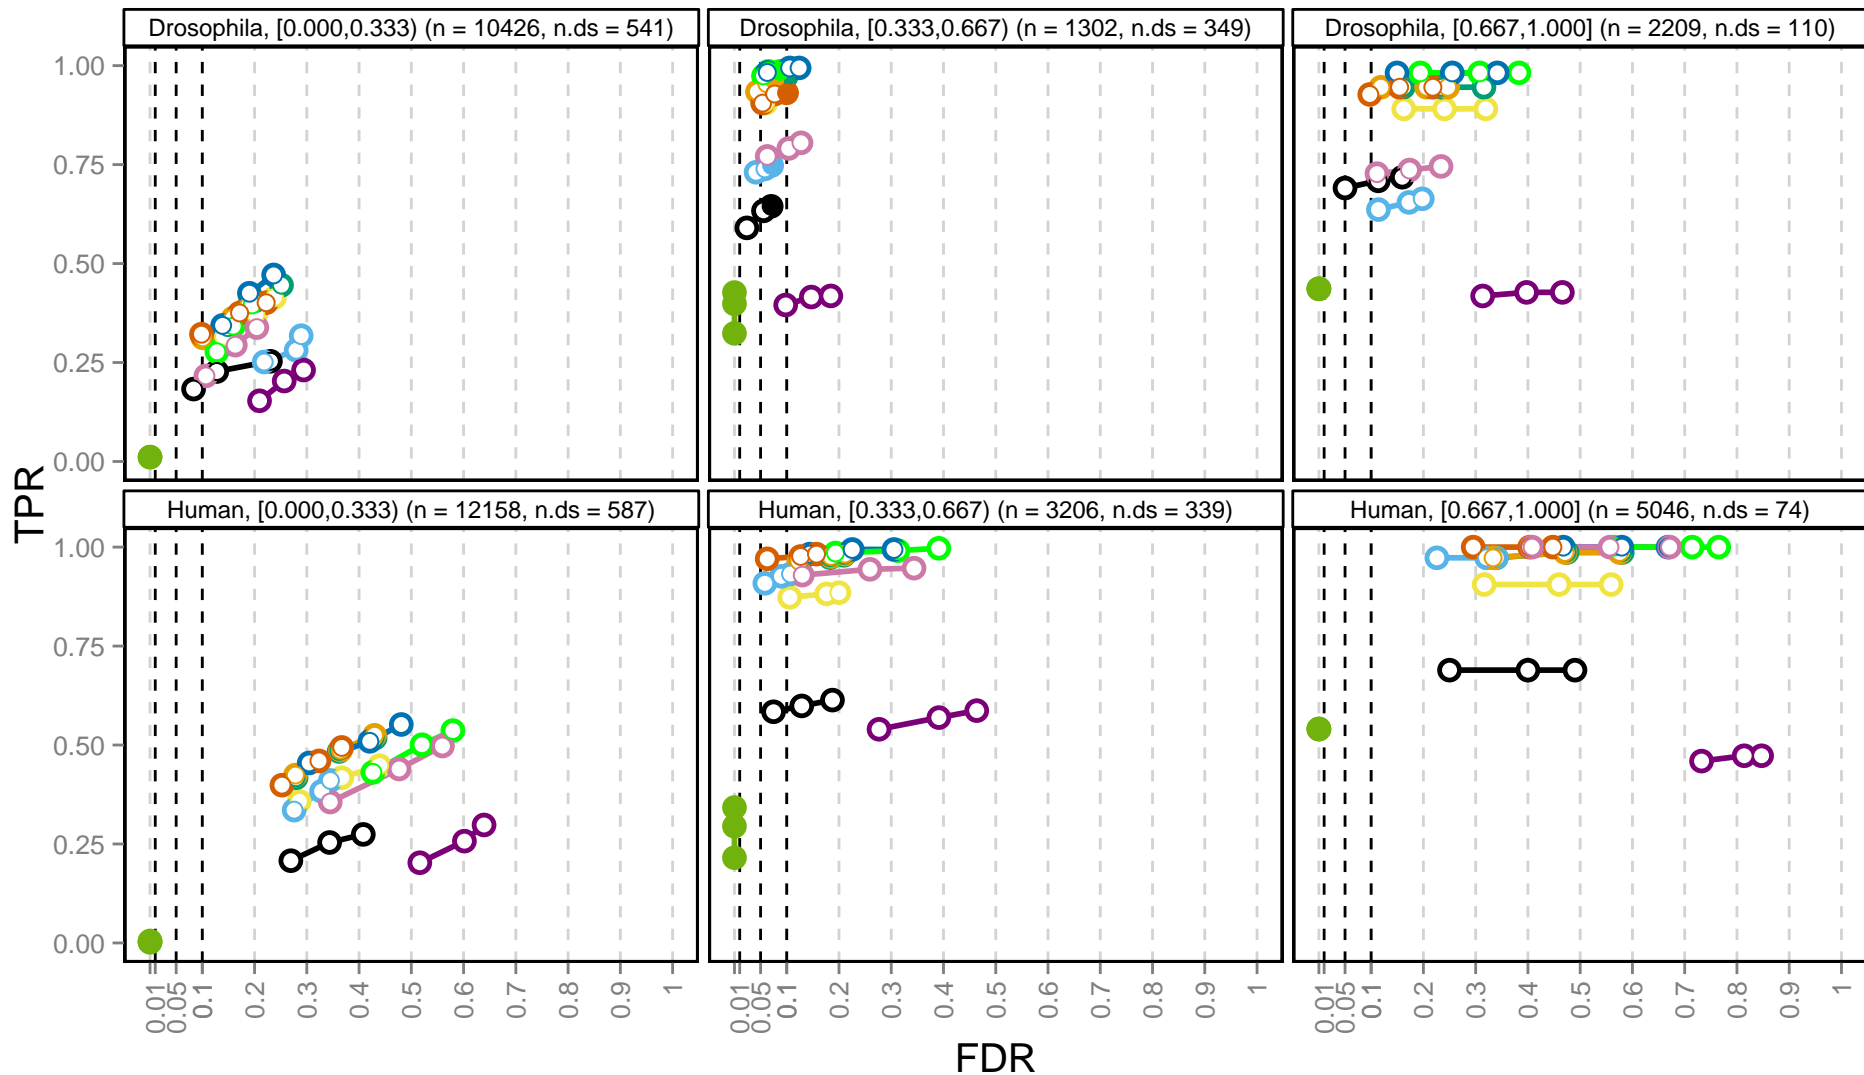 Drosophila, [0.000,0.333) (n = 10426, n.ds = 541)
Drosophila, [0.333,0.667) (n = 1302, n.ds = 349)
Drosophila, [0.667,1.000] (n = 2209, n.ds = 110)
1.00
0.75
0.50
0.25
0.00
TPR
Human, [0.000,0.333) (n = 12158, n.ds = 587)
Human, [0.333,0.667) (n = 3206, n.ds = 339)
Human, [0.667,1.000] (n = 5046, n.ds = 74)
1.00
0.75
0.50
0.25
0.00
0.01 0.05 0.1 0.2 0.3 0.4 0.5 0.6 0.7 0.8 0.9 1
0.01 0.05 0.1 0.2 0.3 0.4 0.5 0.6 0.7 0.8 0.9 1
0.01 0.05 0.1 0.2 0.3 0.4 0.5 0.6 0.7 0.8 0.9 1
FDR